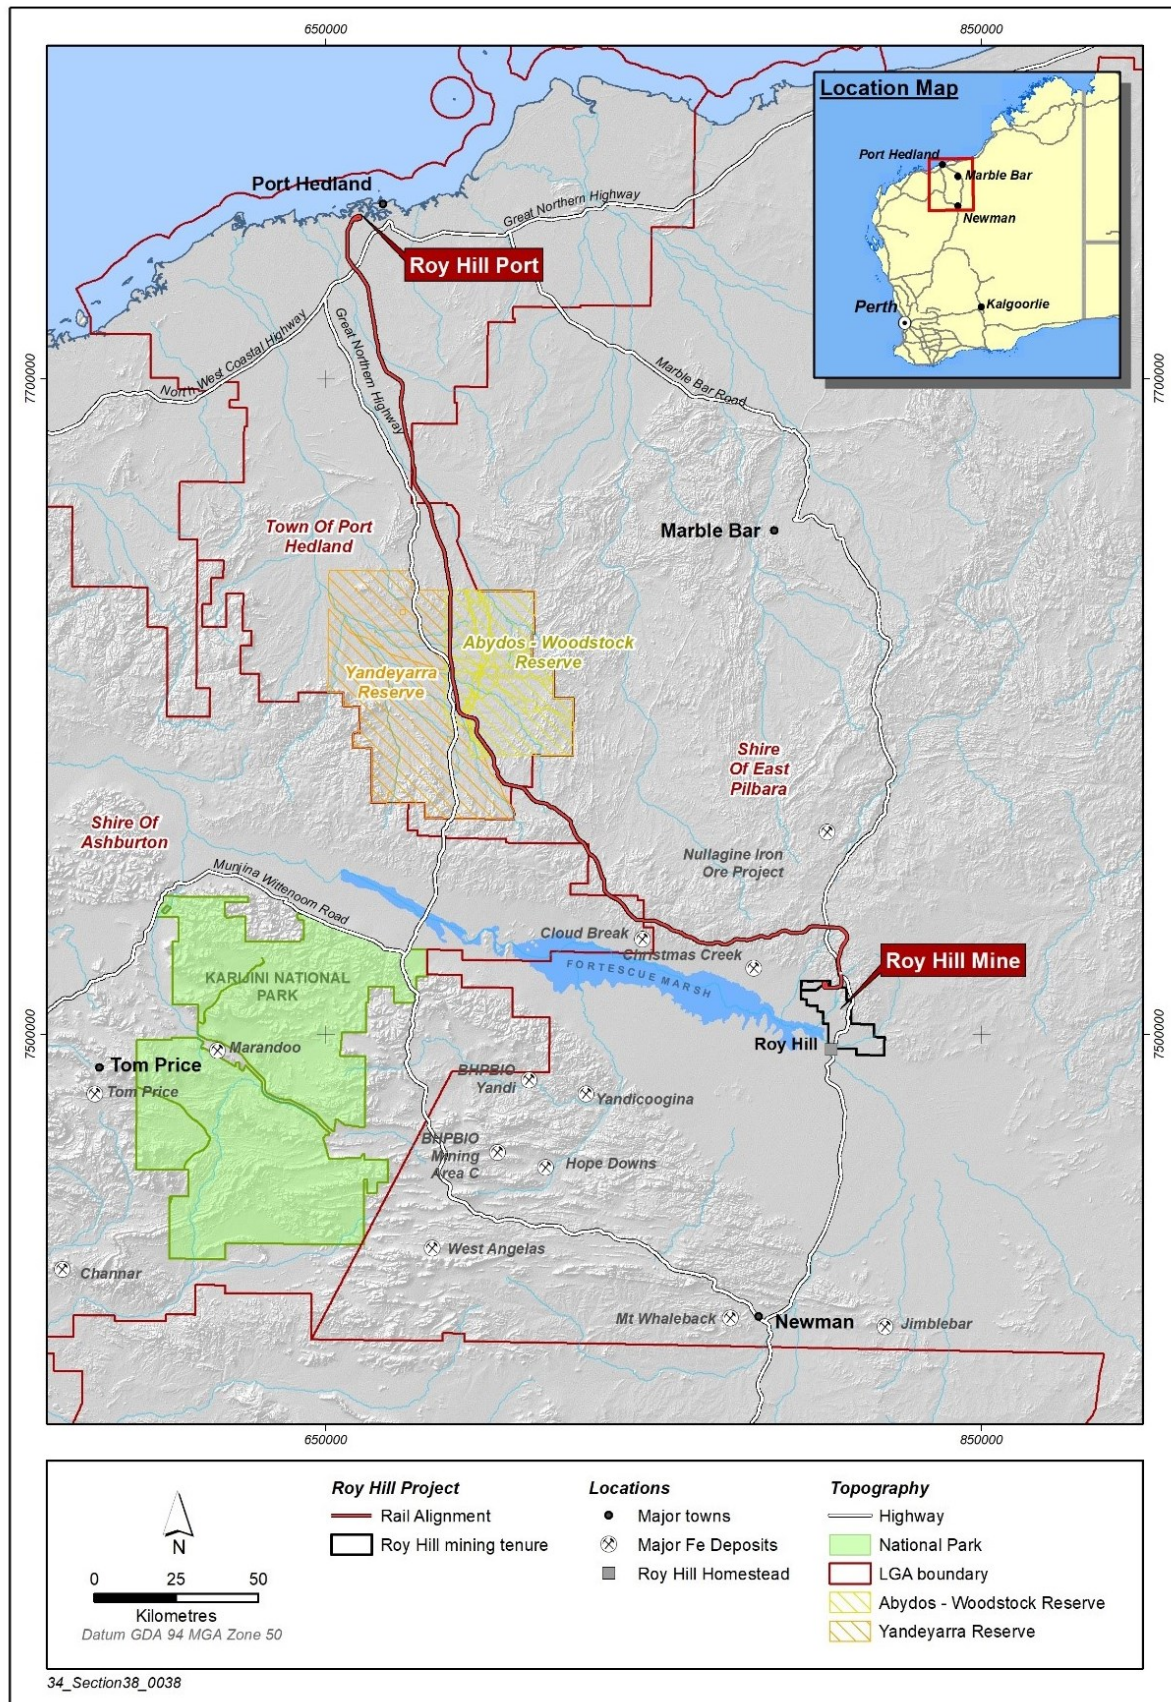 650000
850000
Location Map
Port Hedland
Marble Bar
Newman
Kalgoorlie
Perth
Port Hedland
Great Northern Highway
Roy Hill Port
North West Coastal Highway
Great Northern Highway
Marble Bar Road
7700000
7700000
Town Of Port
Hedland
Marble Bar
Abydos - Woodstock
Reserve
Yandeyarra
Reserve
Shire
Of East
Pilbara
Shire Of
Ashburton
Nullagine Iron
Ore Project
Munjina Wittenoom Road
Cloud Break
Christmas Creek
FORTESCUE MARSH
Roy Hill Mine
KARIJINI NATIONAL
PARK
7500000
7500000
Roy Hill
Marandoo
Tom Price
Tom Price
BHPBIO
Yandi
Yandicoogina
BHPBIO
Mining
Area C
Hope Downs
West Angelas
Channar
Mt Whaleback
Newman
Jimblebar
650000
850000
N
0 25 50
Kilometres
Datum GDA 94 MGA Zone 50
Roy Hill Project
Rail Alignment
Roy Hill mining tenure
Locations
Major towns
Major Fe Deposits
Roy Hill Homestead
Topography
Highway
National Park
LGA boundary
Abydos - Woodstock Reserve
Yandeyarra Reserve
34_Section38_0038